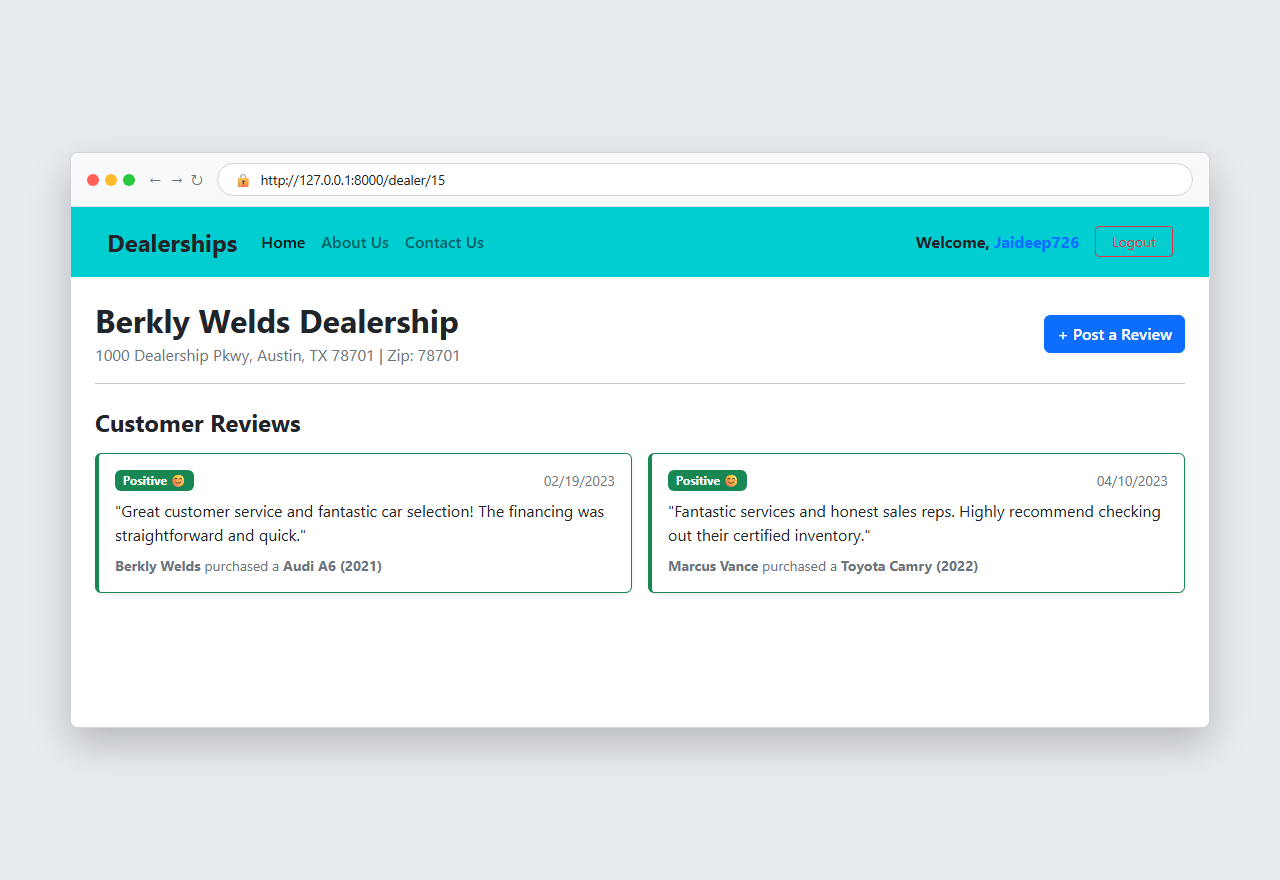 ← → ↻ 🔒 http://127.0.0.1:8000/dealer/15
Dealerships Home About Us Contact Us Welcome, Jaideep726 Logout
Berkly Welds Dealership
1000 Dealership Pkwy, Austin, TX 78701 | Zip: 78701
+ Post a Review
Customer Reviews
Positive 😊 02/19/2023
"Great customer service and fantastic car selection! The financing was
straightforward and quick."
Berkly Welds purchased a Audi A6 (2021)
Positive 😊 04/10/2023
"Fantastic services and honest sales reps. Highly recommend checking
out their certified inventory."
Marcus Vance purchased a Toyota Camry (2022)